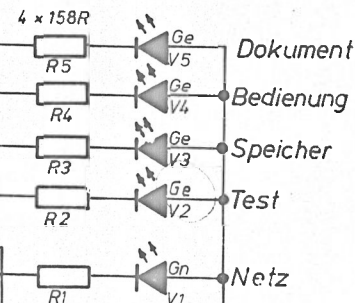 4 × 158R
Ge
Dokument
R5
V5
Ge
Bedienung
R4
V4
Ge
Speicher
R3
V3
Ge
Test
R2
V2
Gn
Netz
R1
V1